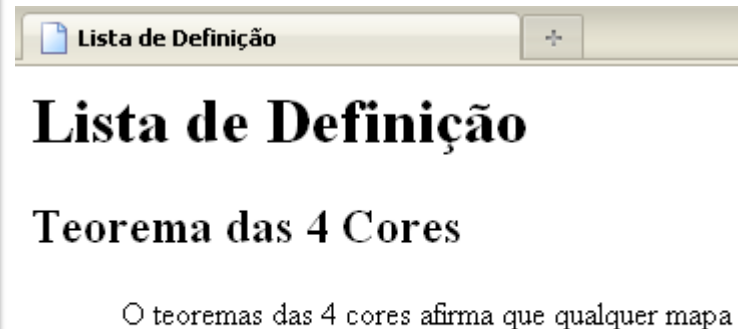 Lista de Definição
Lista de Definição
Teorema das 4 Cores
O teoremas das 4 cores afirma que qualquer mapa